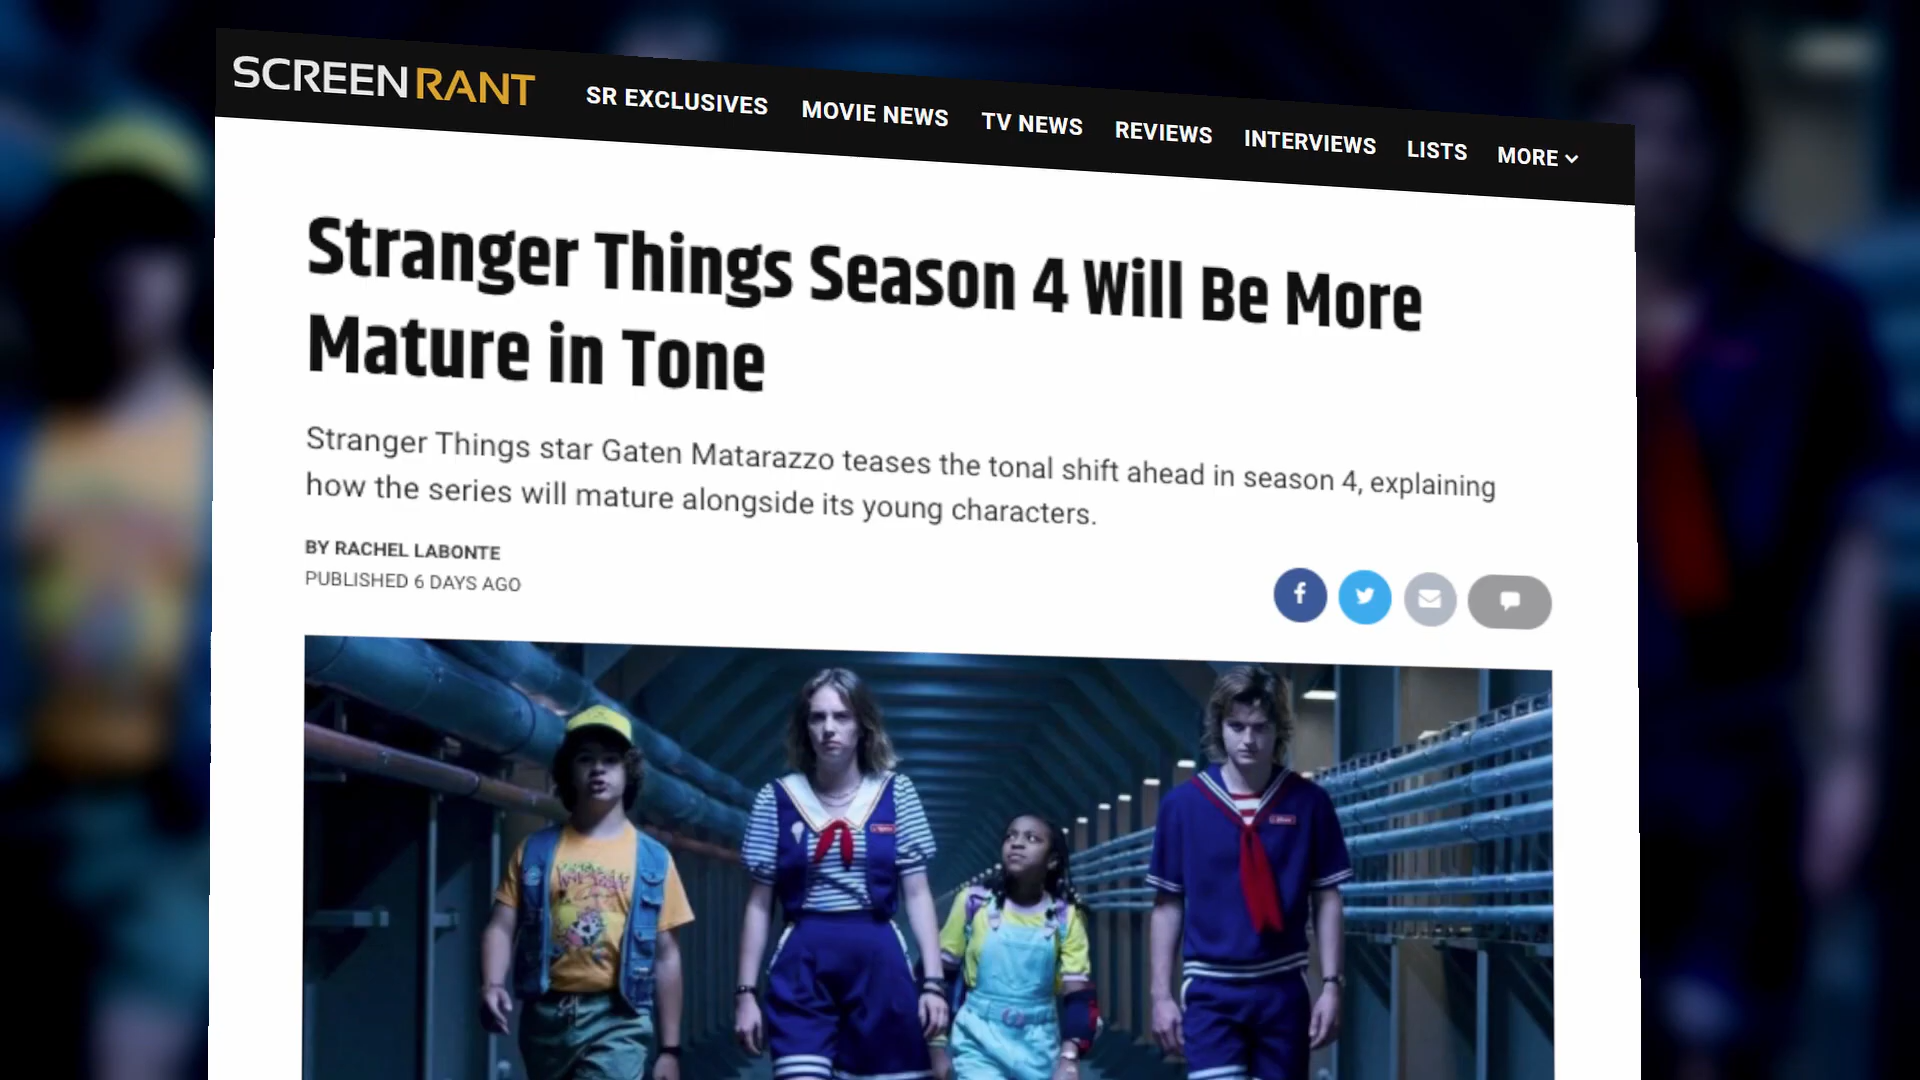 SCREENRANT
SR EXCLUSIVES MOVIE NEWS TV NEWS REVIEWS INTERVIEWS LISTS MORE
Stranger Things Season 4 Will Be More
Mature in Tone
Stranger Things star Gaten Matarazzo teases the tonal shift ahead in season 4, explaining
how the series will mature alongside its young characters.
BY RACHEL LABONTE
PUBLISHED 6 DAYS AGO